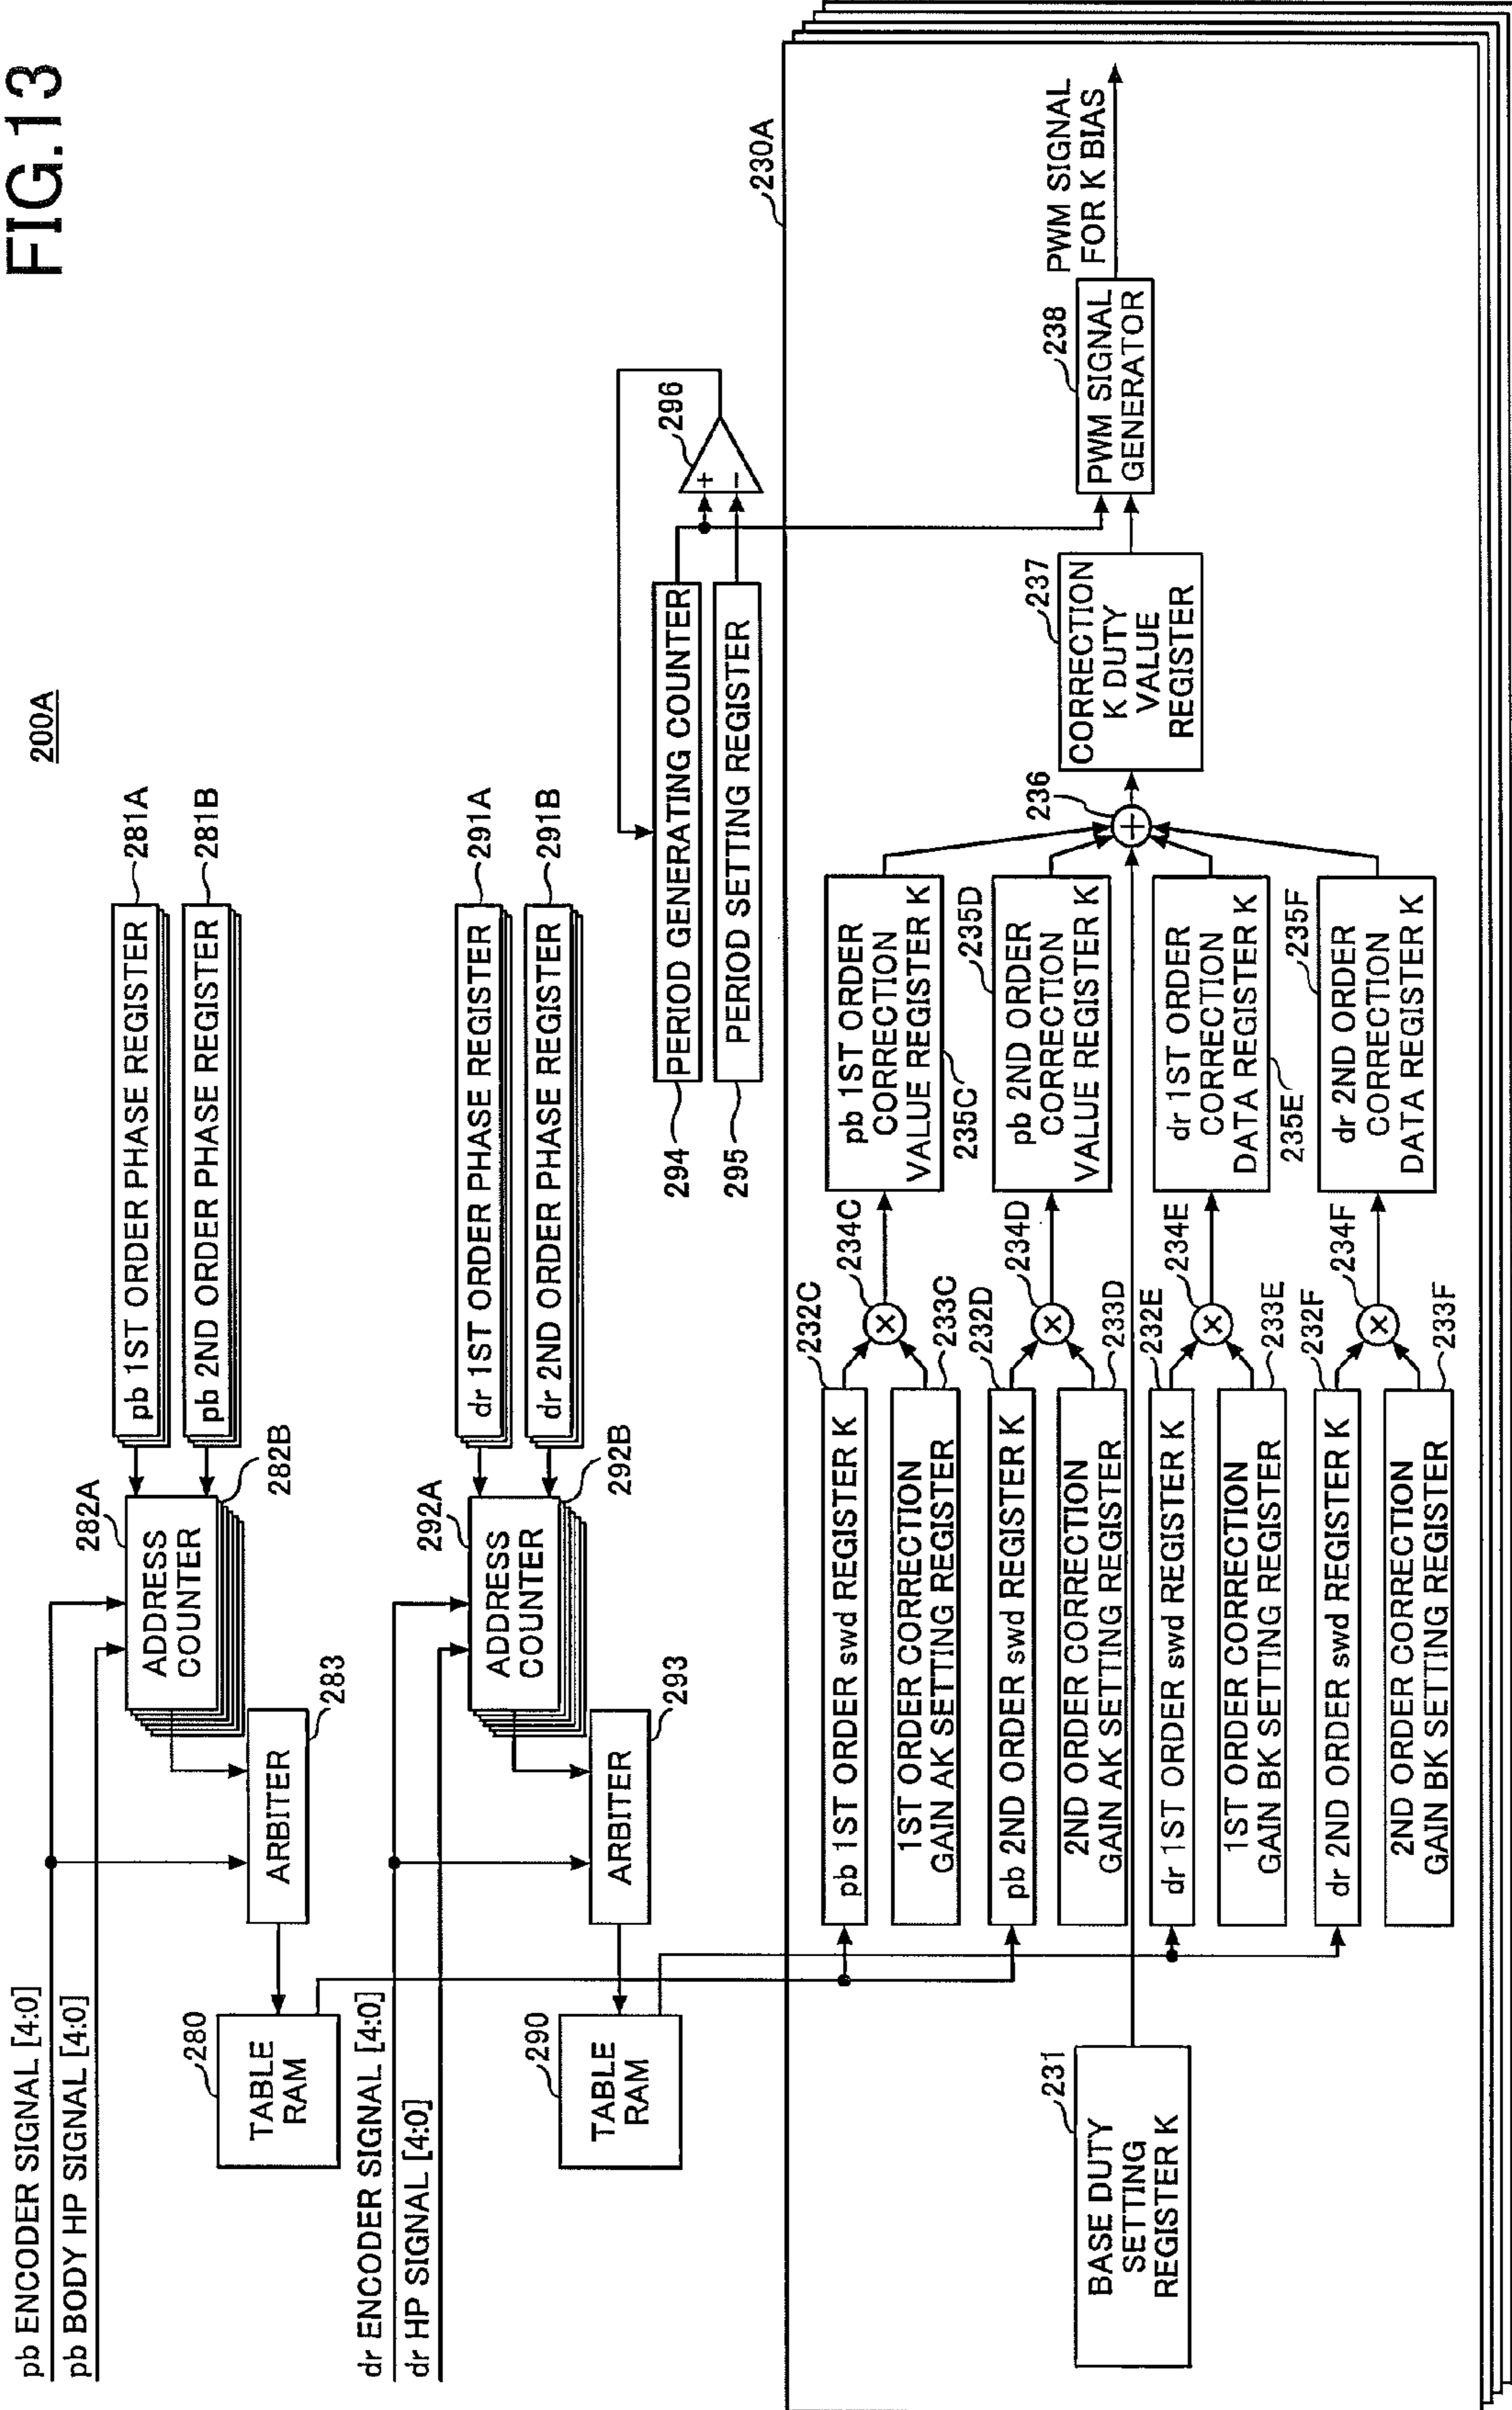 FIG.13
200A
pb ENCODER SIGNAL [4:0]
pb BODY HP SIGNAL [4:0]
282A
ADDRESS
COUNTER
282B
pb 1ST ORDER PHASE REGISTER
281A
pb 2ND ORDER PHASE REGISTER
281B
283
ARBITER
280
TABLE
RAM
dr ENCODER SIGNAL [4:0]
dr HP SIGNAL [4:0]
292A
ADDRESS
COUNTER
292B
dr 1ST ORDER PHASE REGISTER
291A
dr 2ND ORDER PHASE REGISTER
291B
293
ARBITER
290
TABLE
RAM
294
PERIOD GENERATING COUNTER
295
PERIOD SETTING REGISTER
296
+
−
230A
232C
pb 1ST ORDER swd REGISTER K
1ST ORDER CORRECTION
GAIN AK SETTING REGISTER
233C
×
234C
pb 1ST ORDER
CORRECTION
VALUE REGISTER K
235C
232D
pb 2ND ORDER swd REGISTER K
2ND ORDER CORRECTION
GAIN AK SETTING REGISTER
233D
×
234D
pb 2ND ORDER
CORRECTION
VALUE REGISTER K
235D
231
BASE DUTY
SETTING
REGISTER K
232E
dr 1ST ORDER swd REGISTER K
1ST ORDER CORRECTION
GAIN BK SETTING REGISTER
233E
×
234E
dr 1ST ORDER
CORRECTION
DATA REGISTER K
235E
232F
dr 2ND ORDER swd REGISTER K
2ND ORDER CORRECTION
GAIN BK SETTING REGISTER
233F
×
234F
dr 2ND ORDER
CORRECTION
DATA REGISTER K
235F
236
+
237
CORRECTION
K DUTY
VALUE
REGISTER
238
PWM SIGNAL
GENERATOR
PWM SIGNAL
FOR K BIAS